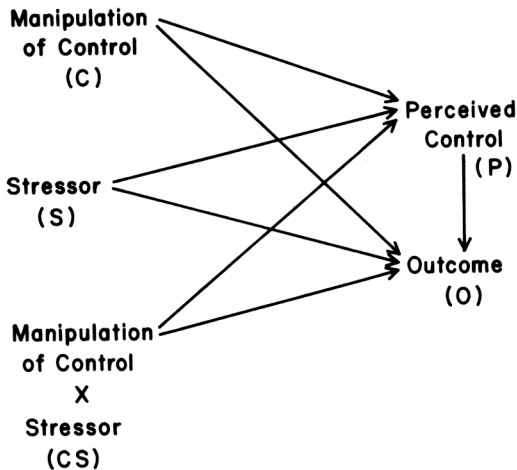 Manipulation
of Control
(C)
Perceived
Control
(P)
Stressor
(S)
Outcome
(O)
Manipulation
of Control
X
Stressor
(CS)